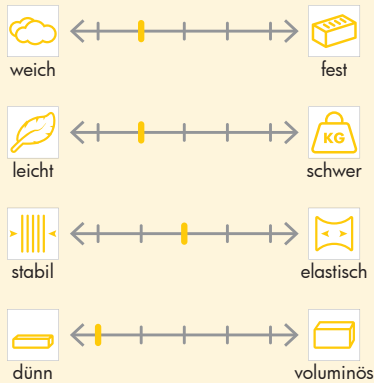 weich fest
KG
leicht schwer
stabil elastisch
dünn voluminös